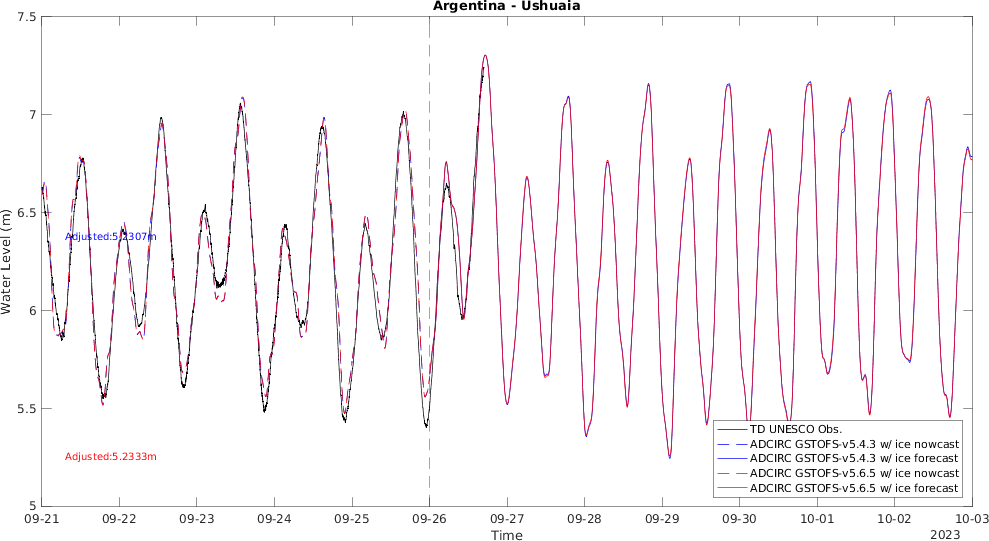 Argentina - Ushuaia
7.5
7
6.5
6
5.5
5
Water Level (m)
Adjusted:5.2307m
Adjusted:5.2333m
TD UNESCO Obs.
ADCIRC GSTOFS-v5.4.3 w/ ice nowcast
ADCIRC GSTOFS-v5.4.3 w/ ice forecast
ADCIRC GSTOFS-v5.6.5 w/ ice nowcast
ADCIRC GSTOFS-v5.6.5 w/ ice forecast
09-21 09-22 09-23 09-24 09-25 09-26 09-27 09-28 09-29 09-30 10-01 10-02 10-03
Time
2023